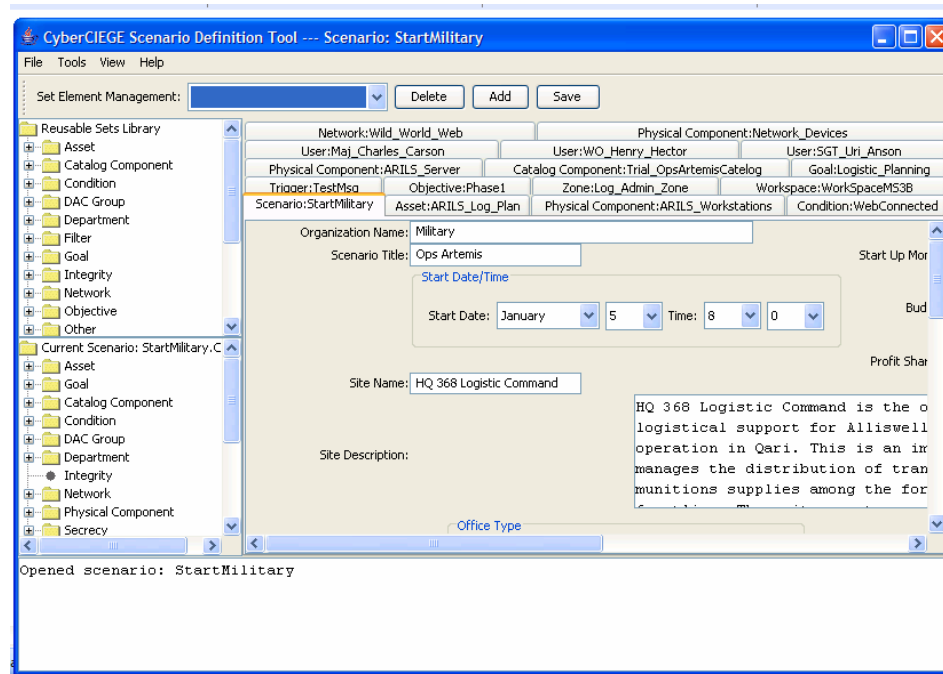 CyberCIEGE Scenario Definition Tool --- Scenario: StartMilitary
File Tools View Help
Set Element Management: Delete Add Save
Reusable Sets Library
Asset
Catalog Component
Condition
DAC Group
Department
Filter
Goal
Integrity
Network
Objective
Other
Current Scenario: StartMilitary.C
Asset
Goal
Catalog Component
Condition
DAC Group
Department
Integrity
Network
Physical Component
Secrecy
Network:Wild_World_Web Physical Component:Network_Devices
User:Maj_Charles_Carson User:WO_Henry_Hector User:SGT_Uri_Anson
Physical Component:ARILS_Server Catalog Component:Trial_OpsArtemisCatelog Goal:Logistic_Planning
Trigger:TestMsg Objective:Phase1 Zone:Log_Admin_Zone Workspace:WorkSpaceMS3B
Scenario:StartMilitary Asset:ARILS_Log_Plan Physical Component:ARILS_Workstations Condition:WebConnected
Organization Name: Military
Scenario Title: Ops Artemis Start Up Mor
Start Date/Time
Start Date: January 5 Time: 8 0 Bud
Profit Shar
Site Name: HQ 368 Logistic Command
Site Description:
HQ 368 Logistic Command is the o
logistical support for Alliswell
operation in Qari. This is an im
manages the distribution of tran
munitions supplies among the for
Office Type
Opened scenario: StartMilitary